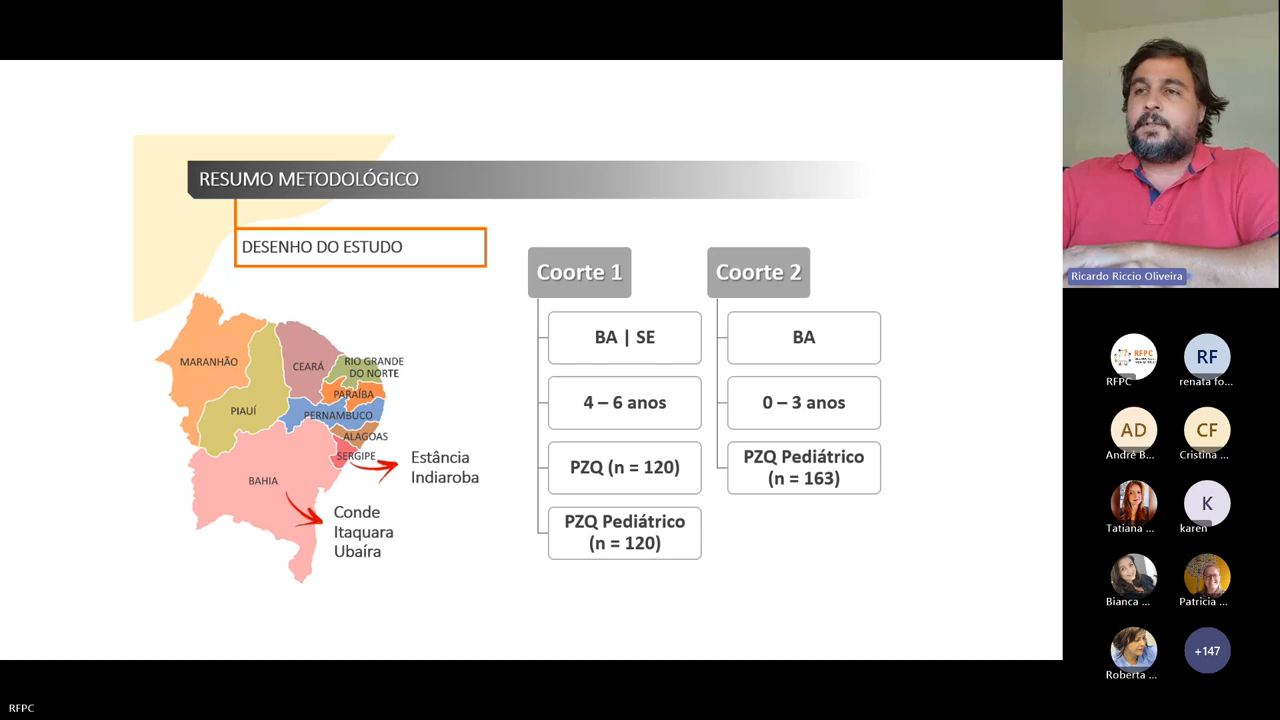 RESUMO METODOLÓGICO
DESENHO DO ESTUDO
MARANHÃO
PIAUÍ
CEARÁ
RIO GRANDE
DO NORTE
PARAÍBA
PERNAMBUCO
ALAGOAS
SERGIPE
BAHIA
Estância
Indiaroba
Conde
Itaquara
Ubaíra
Coorte 1
BA | SE
4 – 6 anos
PZQ (n = 120)
PZQ Pediátrico
(n = 120)
Coorte 2
BA
0 – 3 anos
PZQ Pediátrico
(n = 163)
Ricardo Riccio Oliveira
RFPC
RFPC
RF
renata fo...
AD
André B...
CF
Cristina ...
Tatiana ...
K
karen
Bianca ...
Patricia ...
Roberta ...
+147
RFPC